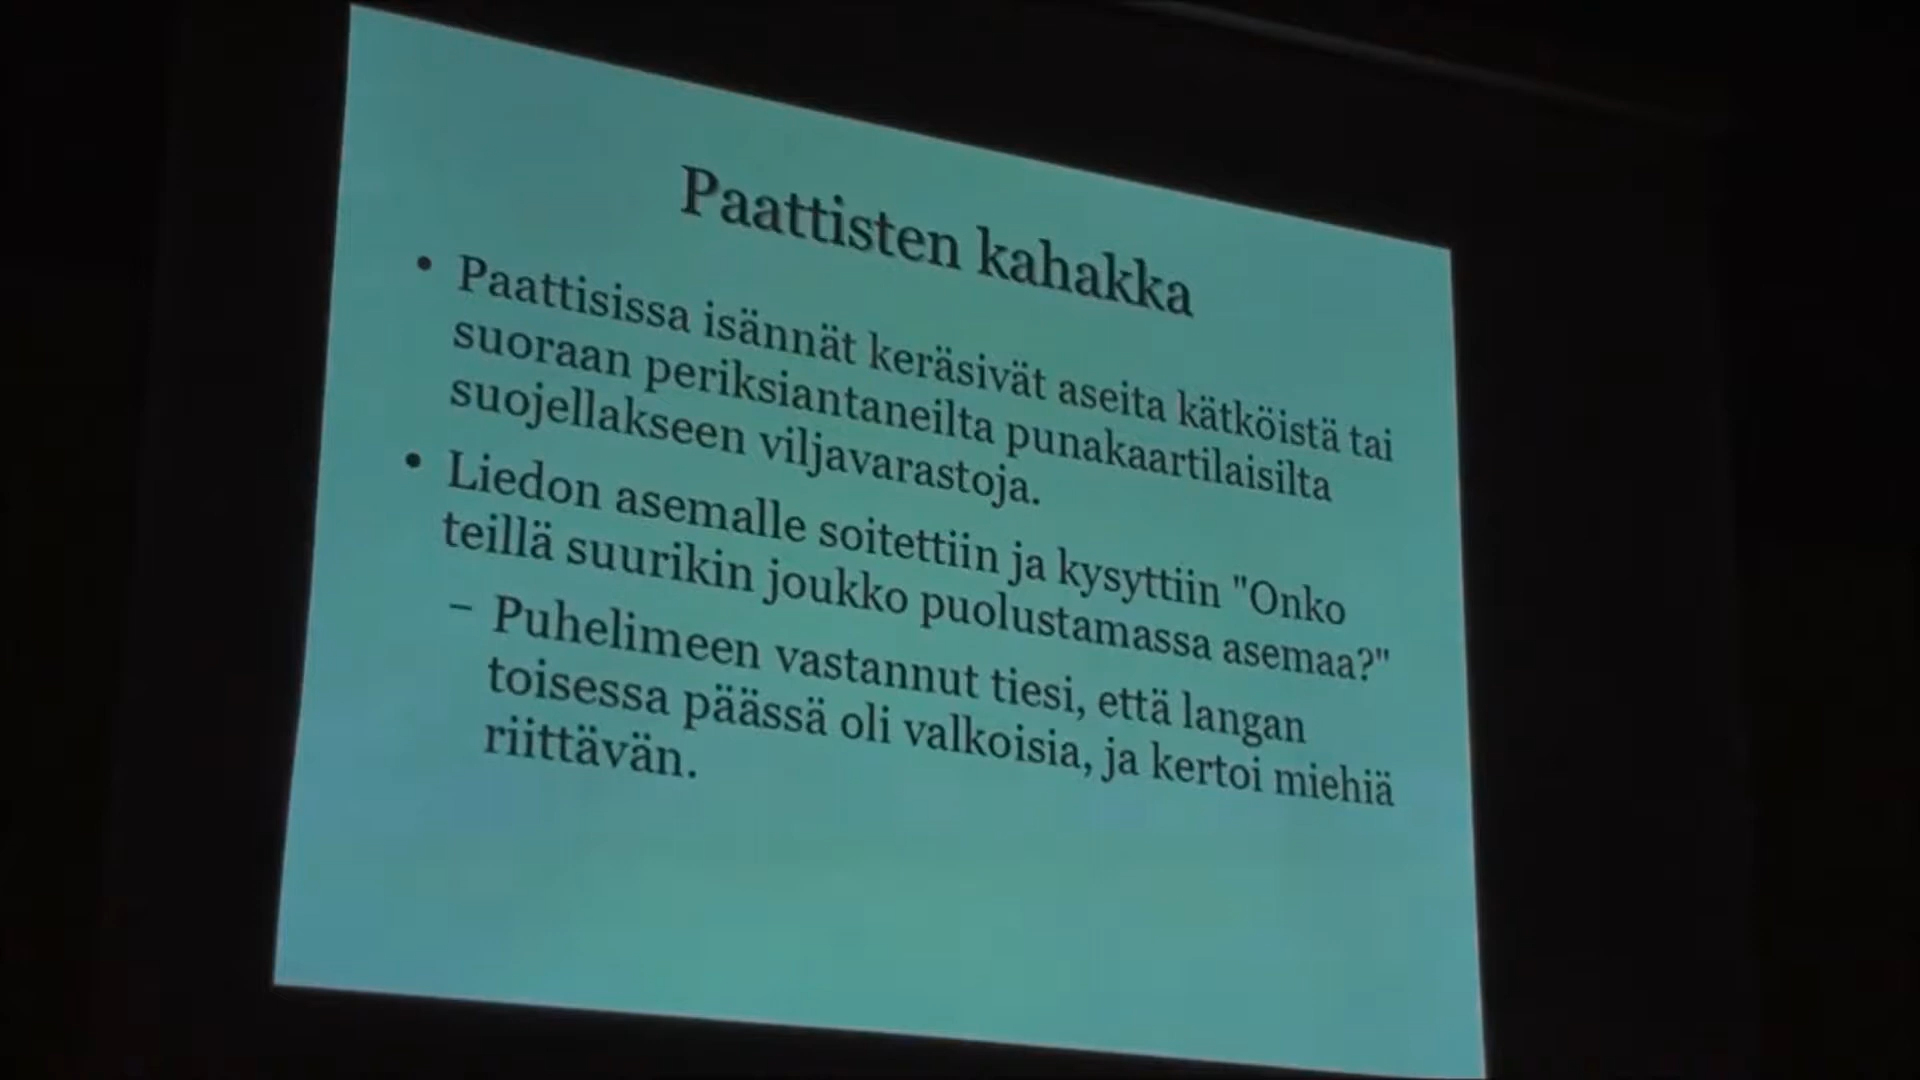 Paattisten kahakka
• Paattisissa isännät keräsivät aseita kätköistä tai
suoraan periksiantaneilta punakaartilaisilta
suojellakseen viljavarastoja.
• Liedon asemalle soitettiin ja kysyttiin "Onko
teillä suurikin joukko puolustamassa asemaa?"
– Puhelimeen vastannut tiesi, että langan
toisessa päässä oli valkoisia, ja kertoi miehiä
riittävän.